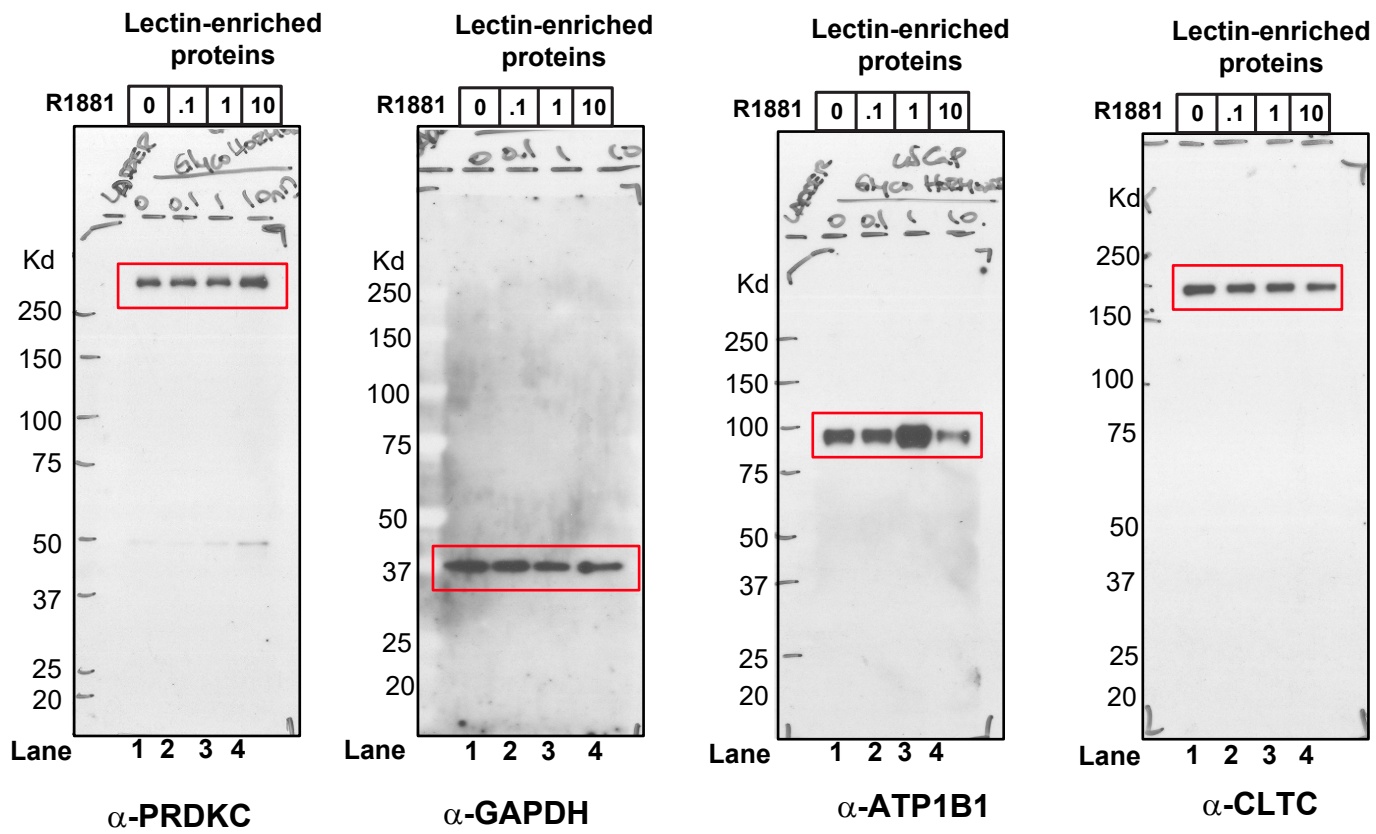 Lectin-enriched
proteins
R1881 0 .1 1 10
LADDER
Glyco
0 0.1 1
Kd
250
150
100
75
50
37
25
20
Lane 1 2 3 4
α-PRDKC
Lectin-enriched
proteins
R1881 0 .1 1 10
0 0.1 1 10
Kd
250
150
100
75
50
37
25
20
Lane 1 2 3 4
α-GAPDH
Lectin-enriched
proteins
R1881 0 .1 1 10
LADDER
Glyco
0 0.1 1 10
Kd
250
150
100
75
50
37
25
20
Lane 1 2 3 4
α-ATP1B1
Lectin-enriched
proteins
R1881 0 .1 1 10
Kd
250
150
100
75
50
37
25
20
Lane 1 2 3 4
α-CLTC